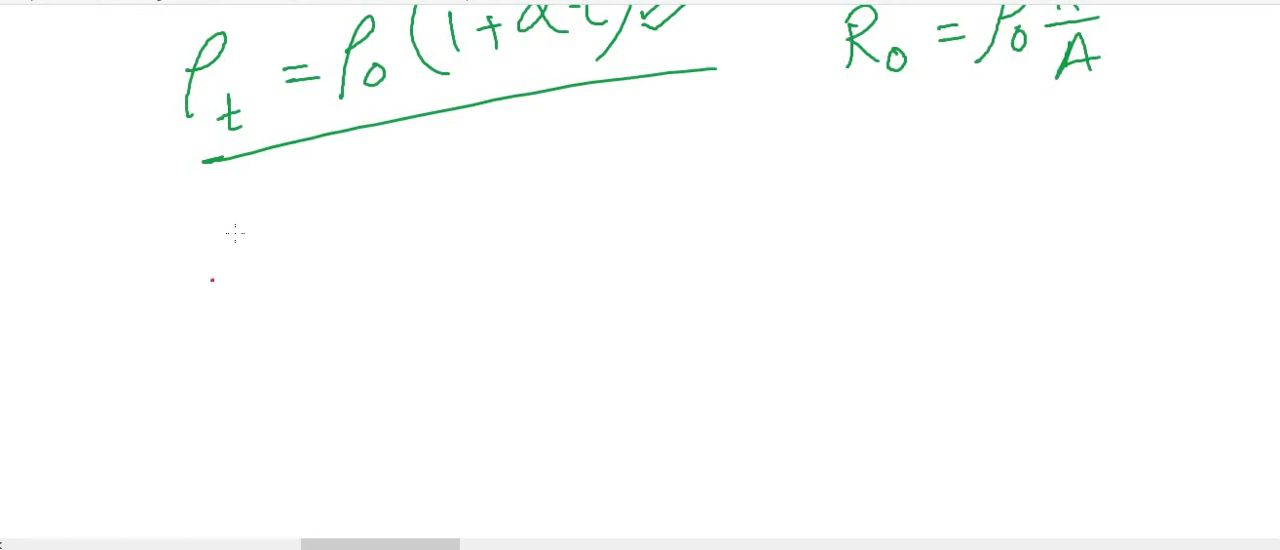 ρₜ = ρ₀ (1 + α t)
R₀ = ρ₀ / A